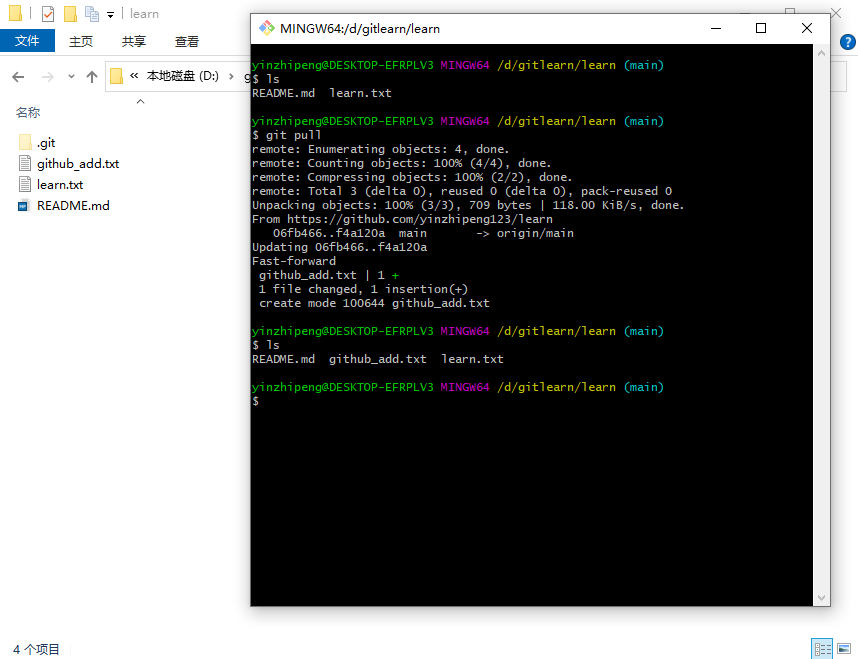 learn
文件 主页 共享 查看
« 本地磁盘 (D:) ›
名称
.git
github_add.txt
learn.txt
README.md
4 个项目
MINGW64:/d/gitlearn/learn
yinzhipeng@DESKTOP-EFRPLV3 MINGW64 /d/gitlearn/learn (main)
$ ls
README.md  learn.txt
yinzhipeng@DESKTOP-EFRPLV3 MINGW64 /d/gitlearn/learn (main)
$ git pull
remote: Enumerating objects: 4, done.
remote: Counting objects: 100% (4/4), done.
remote: Compressing objects: 100% (2/2), done.
remote: Total 3 (delta 0), reused 0 (delta 0), pack-reused 0
Unpacking objects: 100% (3/3), 709 bytes | 118.00 KiB/s, done.
From https://github.com/yinzhipeng123/learn
   06fb466..f4a120a  main       -> origin/main
Updating 06fb466..f4a120a
Fast-forward
 github_add.txt | 1 +
 1 file changed, 1 insertion(+)
 create mode 100644 github_add.txt
yinzhipeng@DESKTOP-EFRPLV3 MINGW64 /d/gitlearn/learn (main)
$ ls
README.md  github_add.txt  learn.txt
yinzhipeng@DESKTOP-EFRPLV3 MINGW64 /d/gitlearn/learn (main)
$